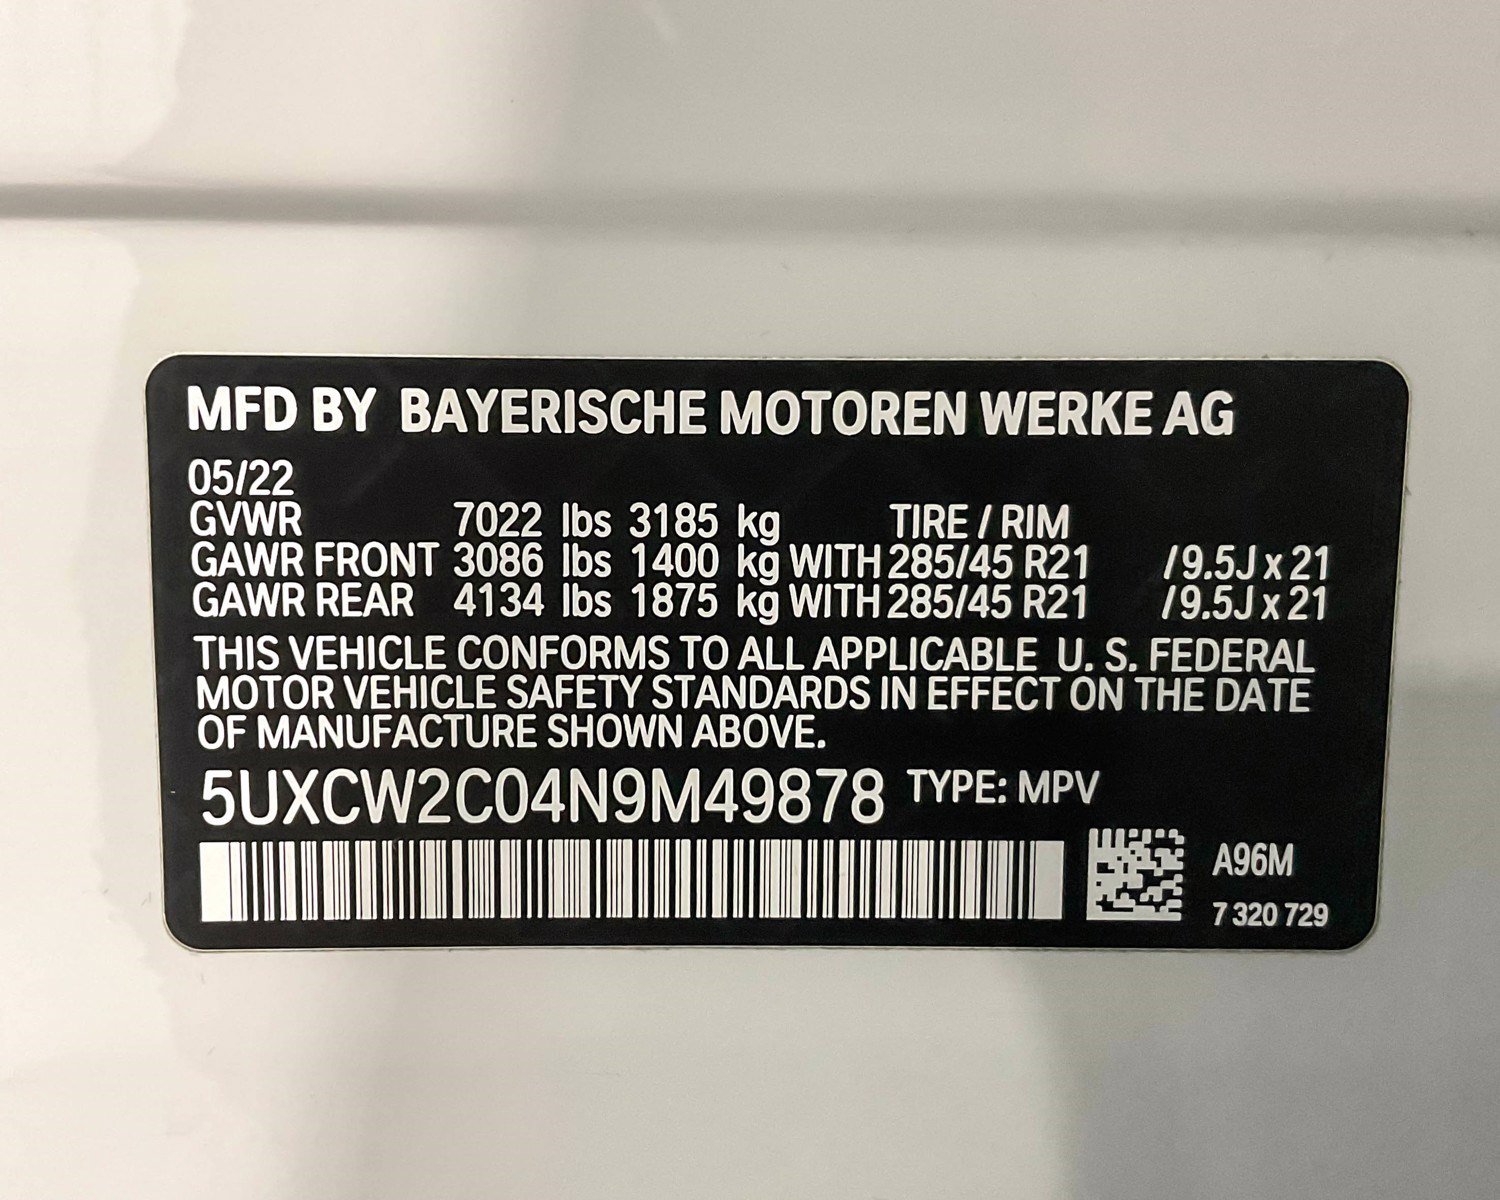 MFD BY BAYERISCHE MOTOREN WERKE AG
05/22
GVWR 7022 lbs 3185 kg TIRE / RIM
GAWR FRONT 3086 lbs 1400 kg WITH 285/45 R21 /9.5J x 21
GAWR REAR 4134 lbs 1875 kg WITH 285/45 R21 /9.5J x 21
THIS VEHICLE CONFORMS TO ALL APPLICABLE U. S. FEDERAL
MOTOR VEHICLE SAFETY STANDARDS IN EFFECT ON THE DATE
OF MANUFACTURE SHOWN ABOVE.
5UXCW2C04N9M49878 TYPE: MPV
A96M
7 320 729